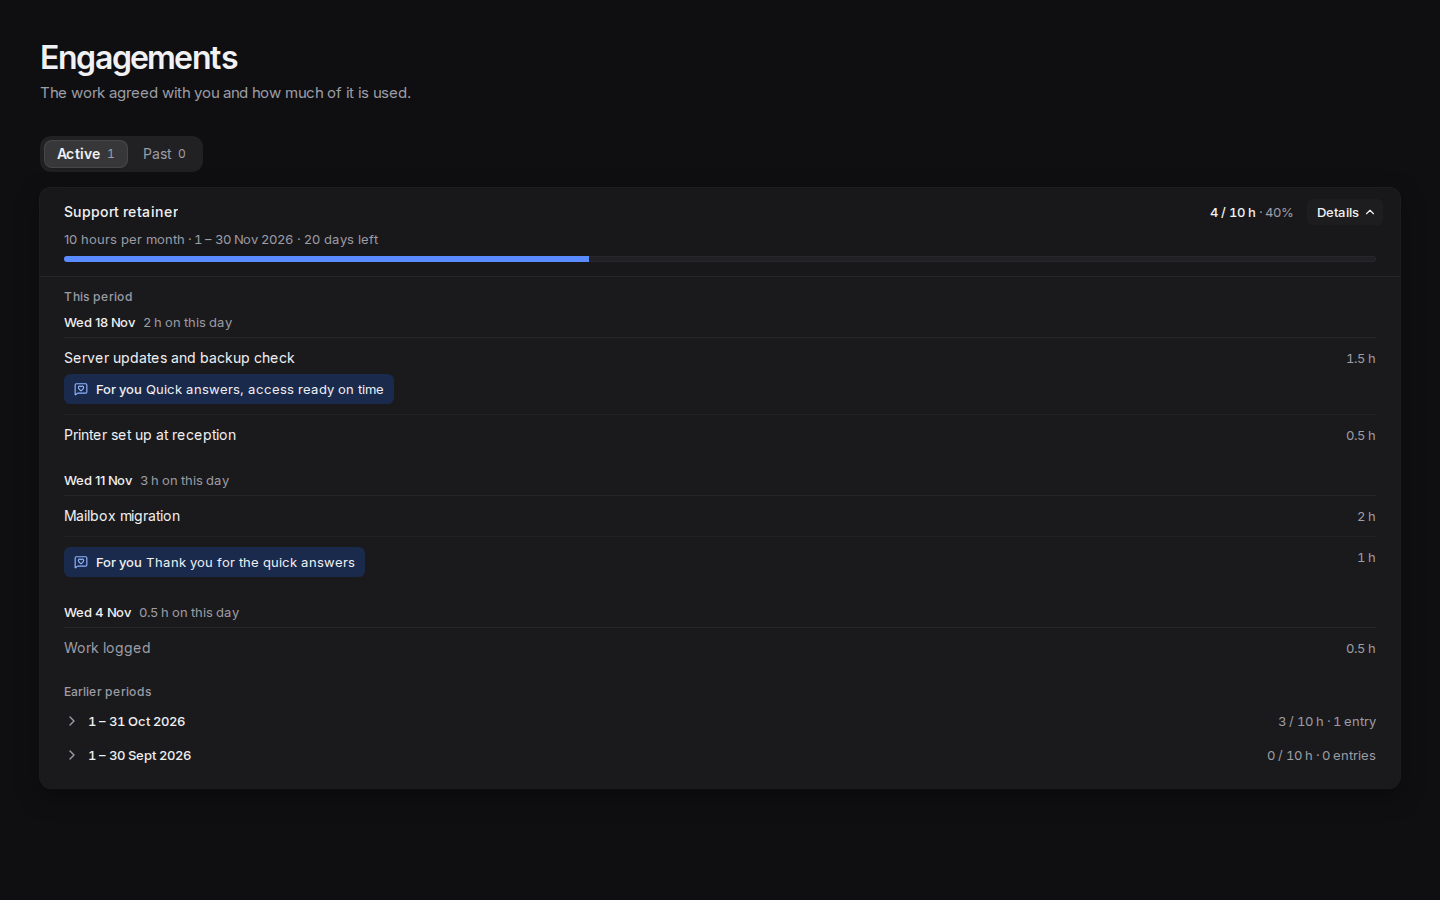 Engagements
The work agreed with you and how much of it is used.
Active 1 Past 0
Support retainer 4 / 10 h · 40% Details
10 hours per month · 1 – 30 Nov 2026 · 20 days left
This period
Wed 18 Nov 2 h on this day
Server updates and backup check 1.5 h
For you Quick answers, access ready on time
Printer set up at reception 0.5 h
Wed 11 Nov 3 h on this day
Mailbox migration 2 h
For you Thank you for the quick answers 1 h
Wed 4 Nov 0.5 h on this day
Work logged 0.5 h
Earlier periods
1 – 31 Oct 2026 3 / 10 h · 1 entry
1 – 30 Sept 2026 0 / 10 h · 0 entries